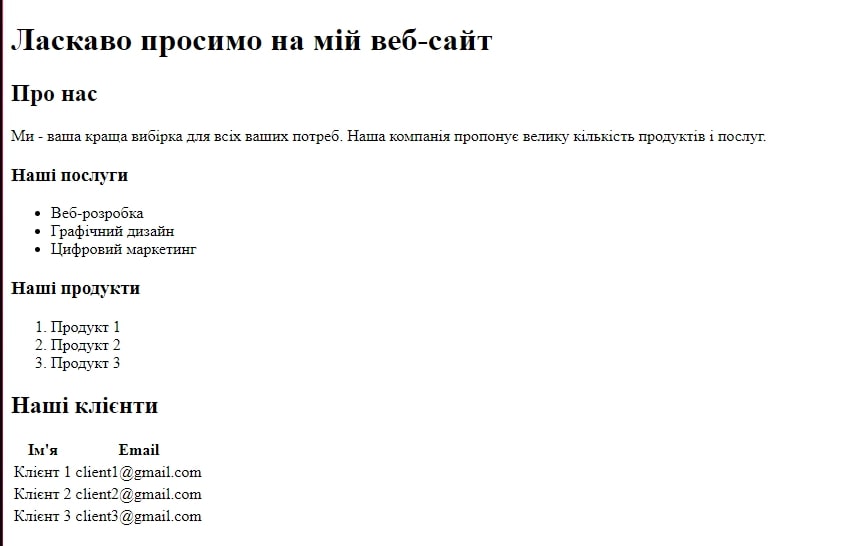 Ласкаво просимо на мій веб-сайт
Про нас
Ми - ваша краща вибірка для всіх ваших потреб. Наша компанія пропонує велику кількість продуктів і послуг.
Наші послуги
• Веб-розробка
• Графічний дизайн
• Цифровий маркетинг
Наші продукти
1. Продукт 1
2. Продукт 2
3. Продукт 3
Наші клієнти
Ім'я Email
Клієнт 1 client1@gmail.com
Клієнт 2 client2@gmail.com
Клієнт 3 client3@gmail.com